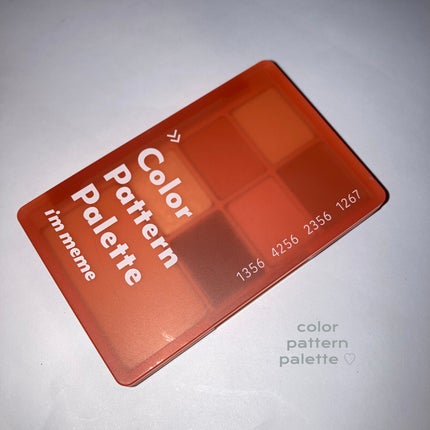 Color
Pattern
Palette
i'm meme
1356 4256 2356 1267
color
pattern
palette ♡